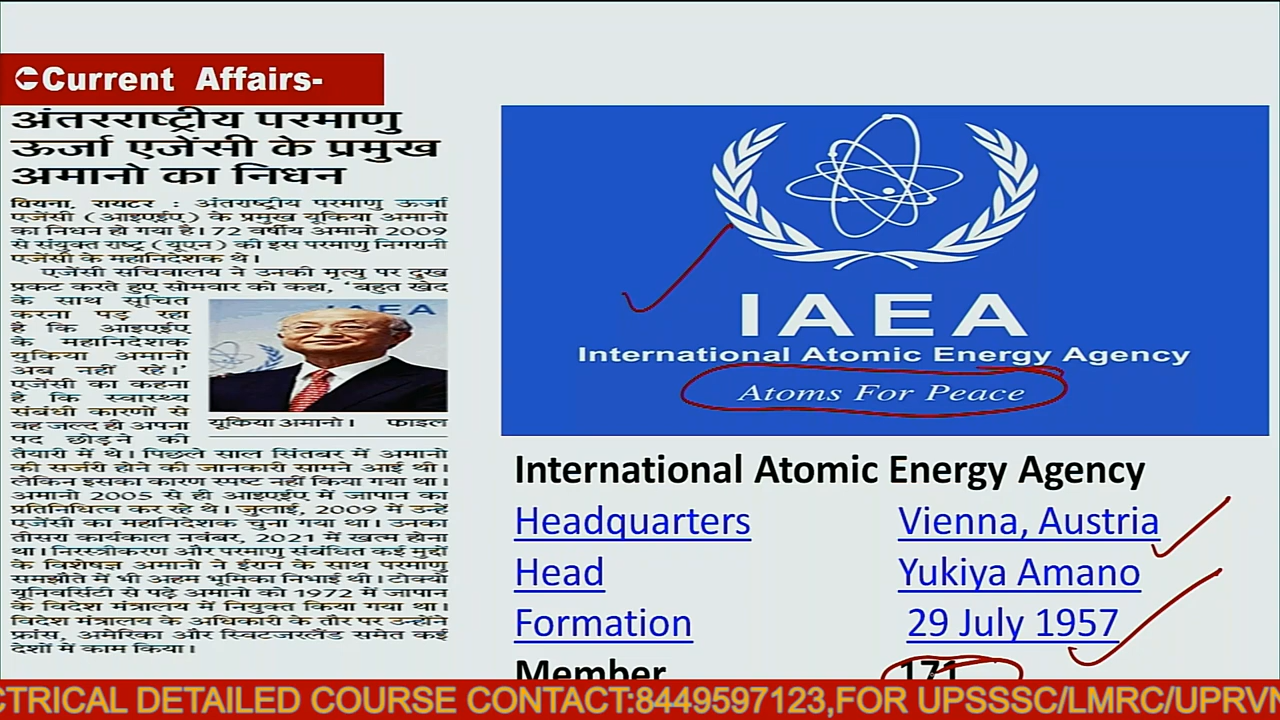 Current Affairs-
अंतरराष्ट्रीय परमाणु
ऊर्जा एजेंसी के प्रमुख
अमानो का निधन
वियना, रायटर : अंतराष्ट्रीय परमाणु ऊर्जा
एजेंसी (आइएईए) के प्रमुख यूकिया अमानो
का निधन हो गया है। 72 वर्षीय अमानो 2009
से संयुक्त राष्ट्र (यूएन) की इस परमाणु निगरानी
एजेंसी के महानिदेशक थे।
एजेंसी सचिवालय ने उनकी मृत्यु पर दुख
प्रकट करते हुए सोमवार को कहा, 'बहुत खेद
के साथ सूचित
करना पड़ रहा
है कि आइएईए
के महानिदेशक
युकिया अमानो
अब नहीं रहे।'
एजेंसी का कहना
है कि स्वास्थ्य
संबंधी कारणों से
वह जल्द ही अपना
पद छोड़ने की
यूकिया अमानो। फाइल
तैयारी में थे। पिछले साल सितंबर में अमानो
की सर्जरी होने की जानकारी सामने आई थी।
लेकिन इसका कारण स्पष्ट नहीं किया गया था।
अमानो 2005 से ही आइएईए में जापान का
प्रतिनिधित्व कर रहे थे। जुलाई, 2009 में उन्हें
एजेंसी का महानिदेशक चुना गया था। उनका
तीसरा कार्यकाल नवंबर, 2021 में खत्म होना
था। निरस्त्रीकरण और परमाणु संबंधित कई मुद्दों
के विशेषज्ञ अमानो ने ईरान के साथ परमाणु
समझौते में भी अहम भूमिका निभाई थी। टोक्यो
यूनिवर्सिटी से पढ़े अमानो को 1972 में जापान
के विदेश मंत्रालय में नियुक्त किया गया था।
विदेश मंत्रालय के अधिकारी के तौर पर उन्होंने
फ्रांस, अमेरिका और स्विटजरलैंड समेत कई
देशों में काम किया।
IAEA
International Atomic Energy Agency
Atoms For Peace
International Atomic Energy Agency
Headquarters Vienna, Austria
Head Yukiya Amano
Formation 29 July 1957
Member 171
CTRICAL DETAILED COURSE CONTACT:8449597123,FOR UPSSSC/LMRC/UPRVN